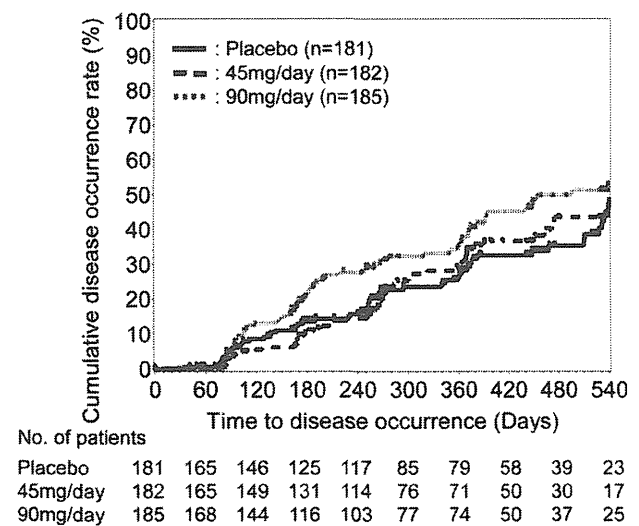 Cumulative disease occurrence rate (%)
100
90
80
70
60
50
40
30
20
10
0
: Placebo (n=181)
: 45mg/day (n=182)
: 90mg/day (n=185)
0 60 120 180 240 300 360 420 480 540
Time to disease occurrence (Days)
No. of patients
Placebo 181 165 146 125 117 85 79 58 39 23
45mg/day 182 165 149 131 114 76 71 50 30 17
90mg/day 185 168 144 116 103 77 74 50 37 25